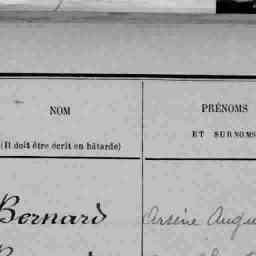 NOM
PRÉNOMS
ET SURNOMS
(Il doit être écrit en bâtarde)
Bernard Arsène